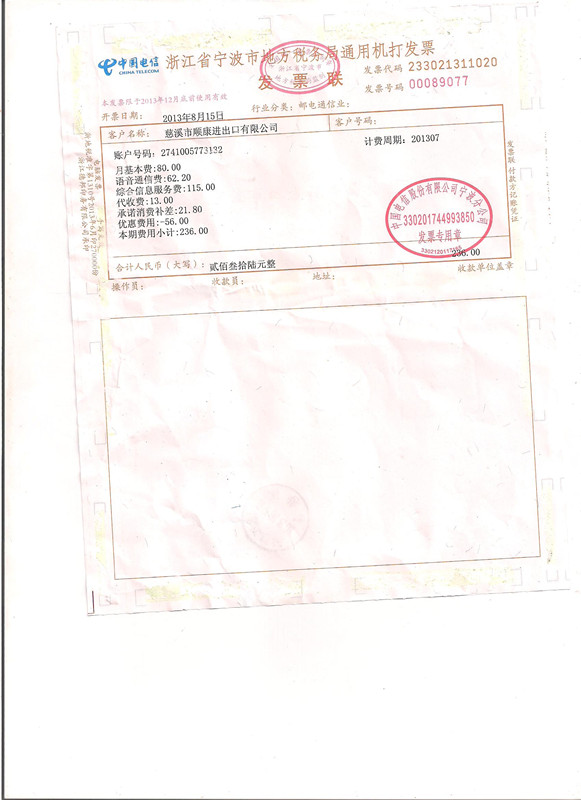 中国电信
CHINA TELECOM
浙江省宁波市地方税务局通用机打发票
发票联
发票代码 233021311020
发票号码 00089077
本发票限于2013年12月底前使用有效
开票日期： 2013年8月15日
行业分类：邮电通信业：
客户名称： 慈溪市顺康进出口有限公司
客户号码：
账户号码：2741005773132
计费周期：201307
月基本费:80.00
语音通信费:62.20
综合信息服务费:115.00
代收费:13.00
承诺消费补差:21.80
优惠费用:-56.00
本期费用小计:236.00
中国电信股份有限公司宁波分公司
330201744993850
发票专用章
236.00
合计人民币（大写）：贰佰叁拾陆元整
收款单位盖章
操作员：
收款员：
地址：
发票联 付款方记账凭证
电脑发票